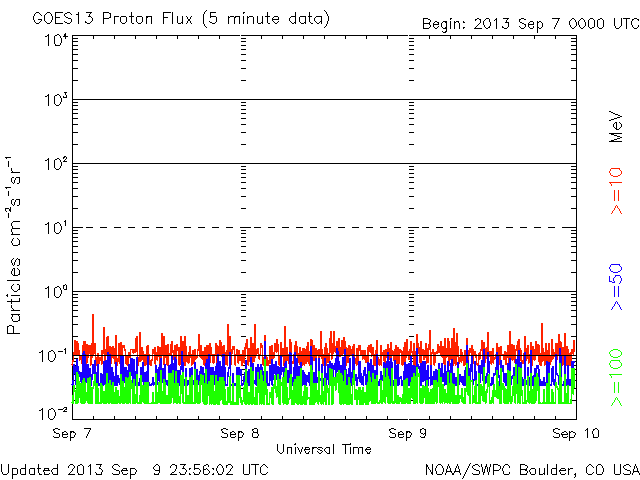 GOES13 Proton Flux (5 minute data)
Begin: 2013 Sep 7 0000 UTC
Particles cm⁻²s⁻¹sr⁻¹
10⁴
10³
10²
10¹
10⁰
10⁻¹
10⁻²
MeV
>=10
>=50
>=100
Sep 7
Sep 8
Sep 9
Sep 10
Universal Time
Updated 2013 Sep 9 23:56:02 UTC
NOAA/SWPC Boulder, CO USA